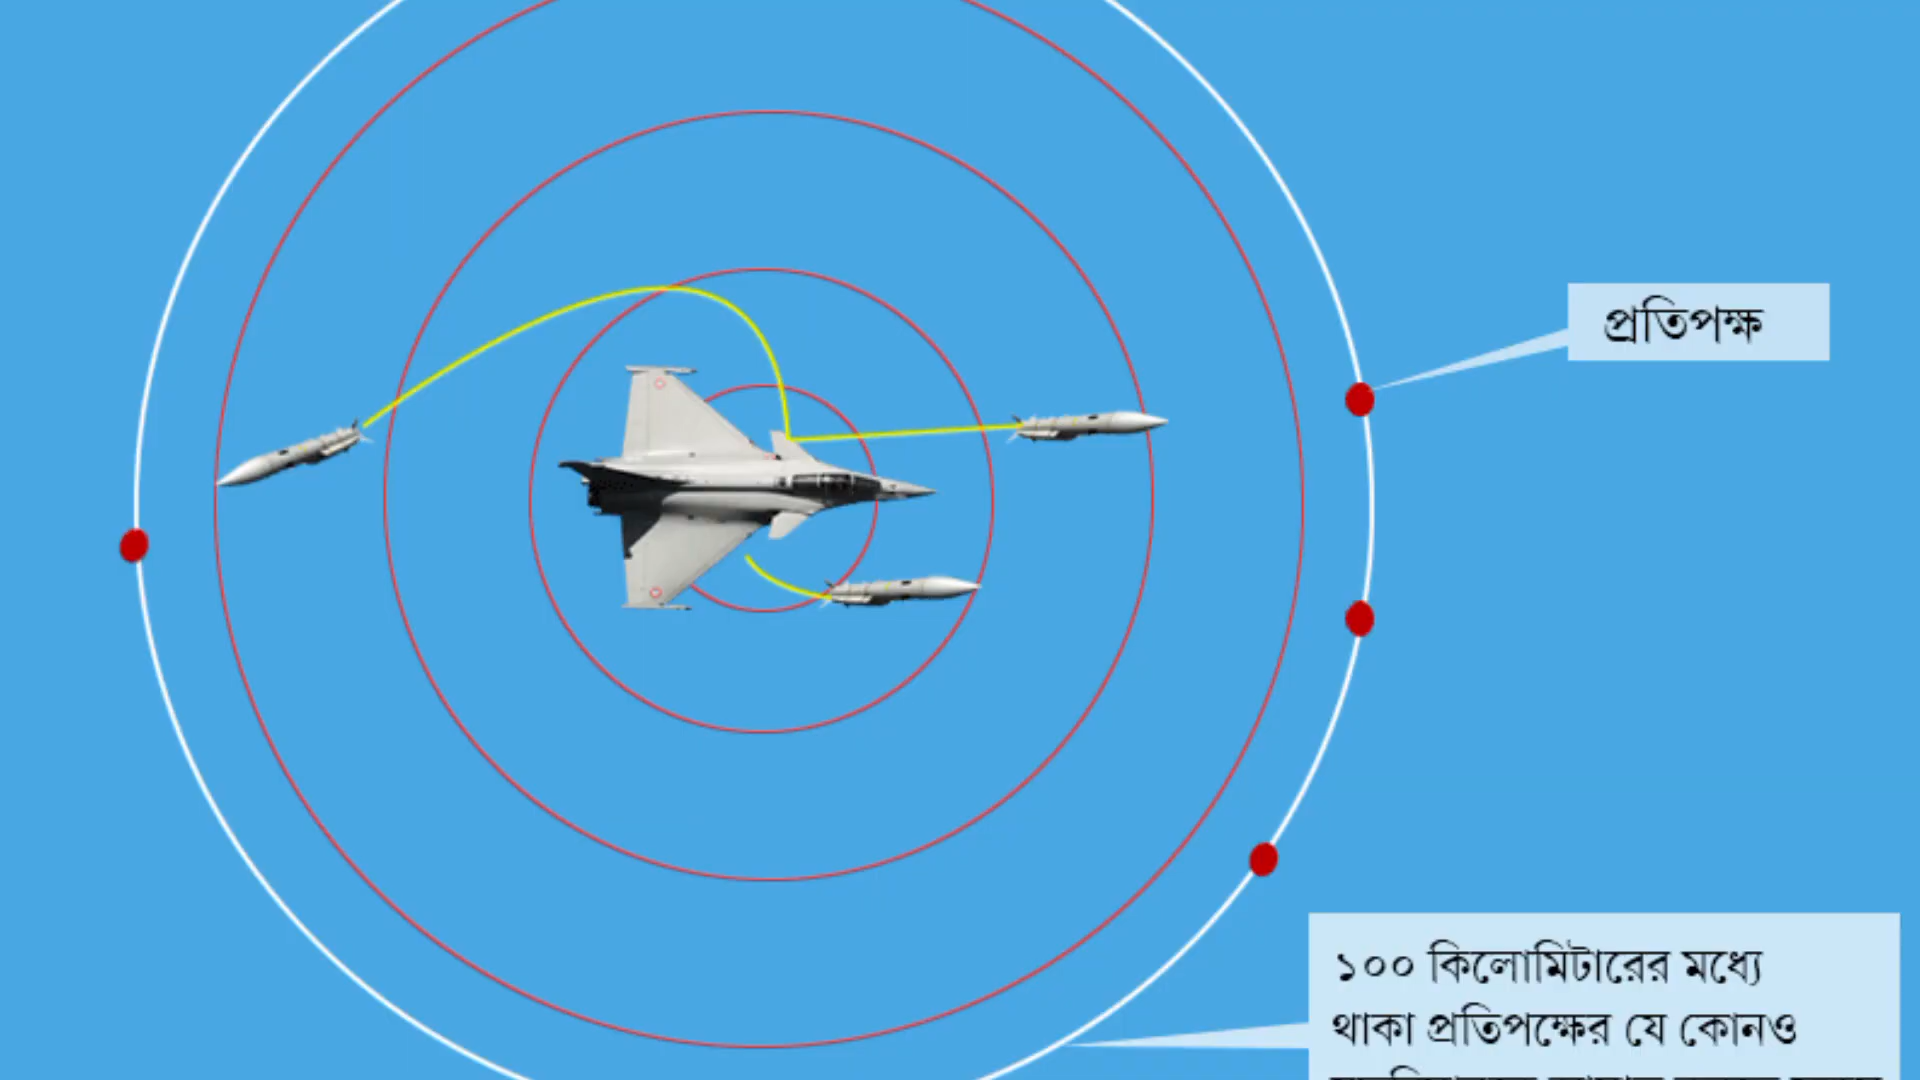 প্রতিপক্ষ
১০০ কিলোমিটারের মধ্যে
থাকা প্রতিপক্ষের যে কোনও